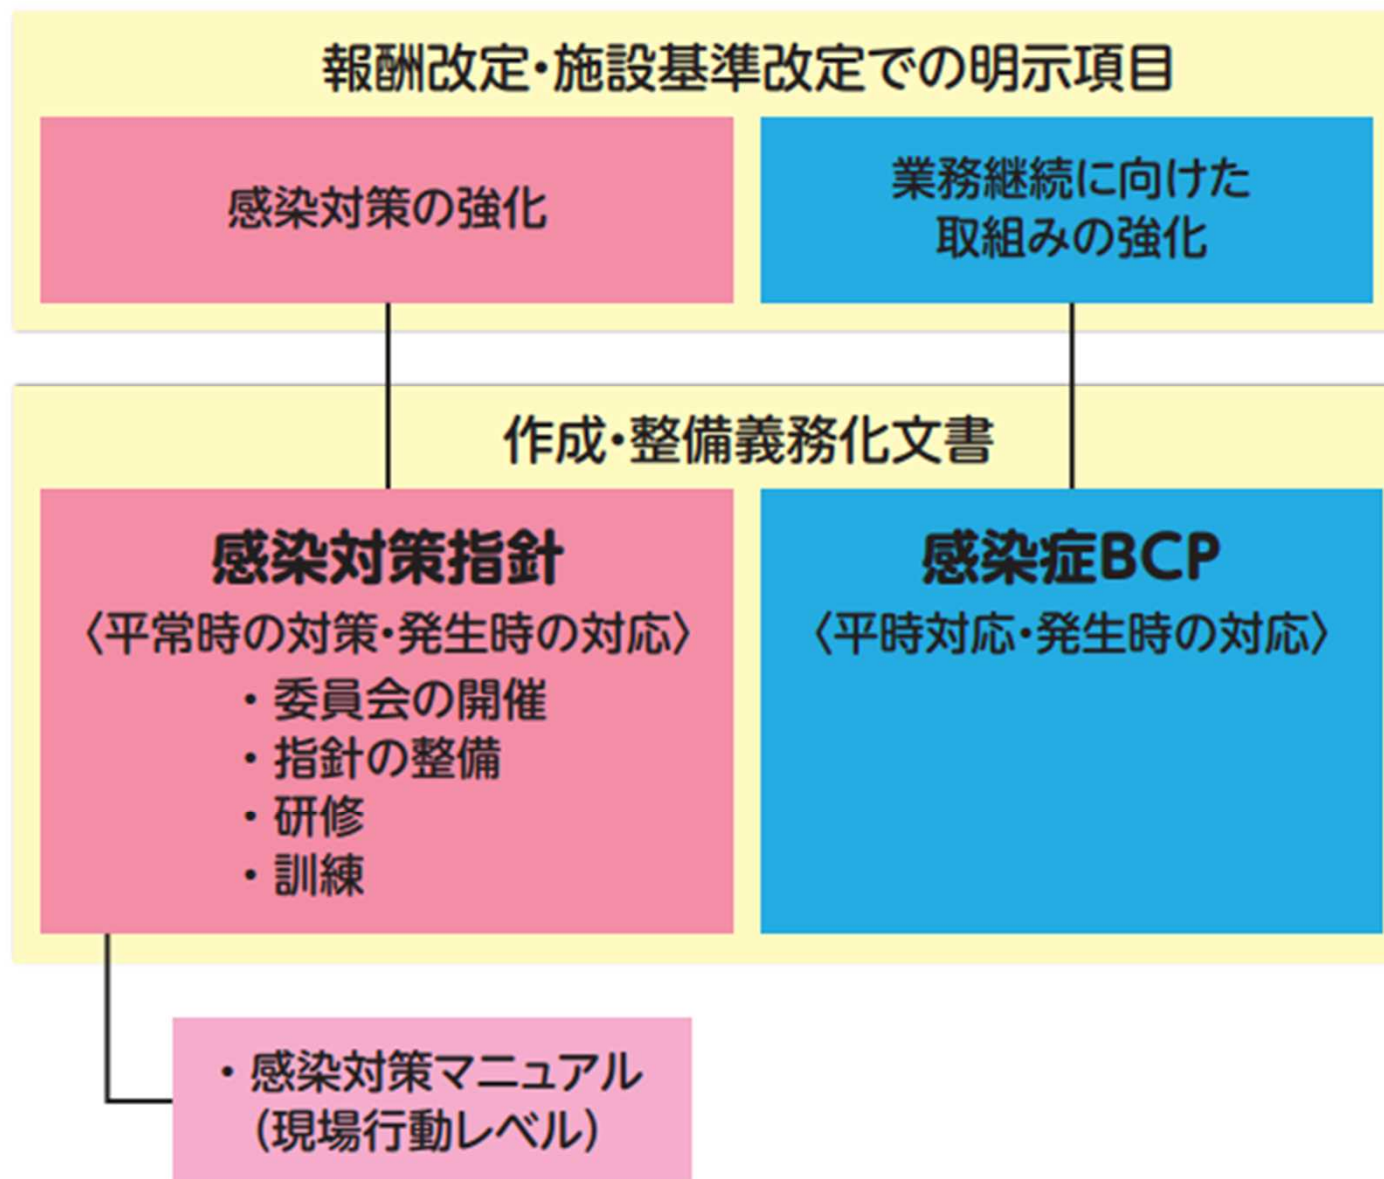 報酬改定・施設基準改定での明示項目
感染対策の強化
業務継続に向けた
取組みの強化
作成・整備義務化文書
感染対策指針
〈平常時の対策・発生時の対応〉
・委員会の開催
・指針の整備
・研修
・訓練
感染症BCP
〈平時対応・発生時の対応〉
・感染対策マニュアル
(現場行動レベル)